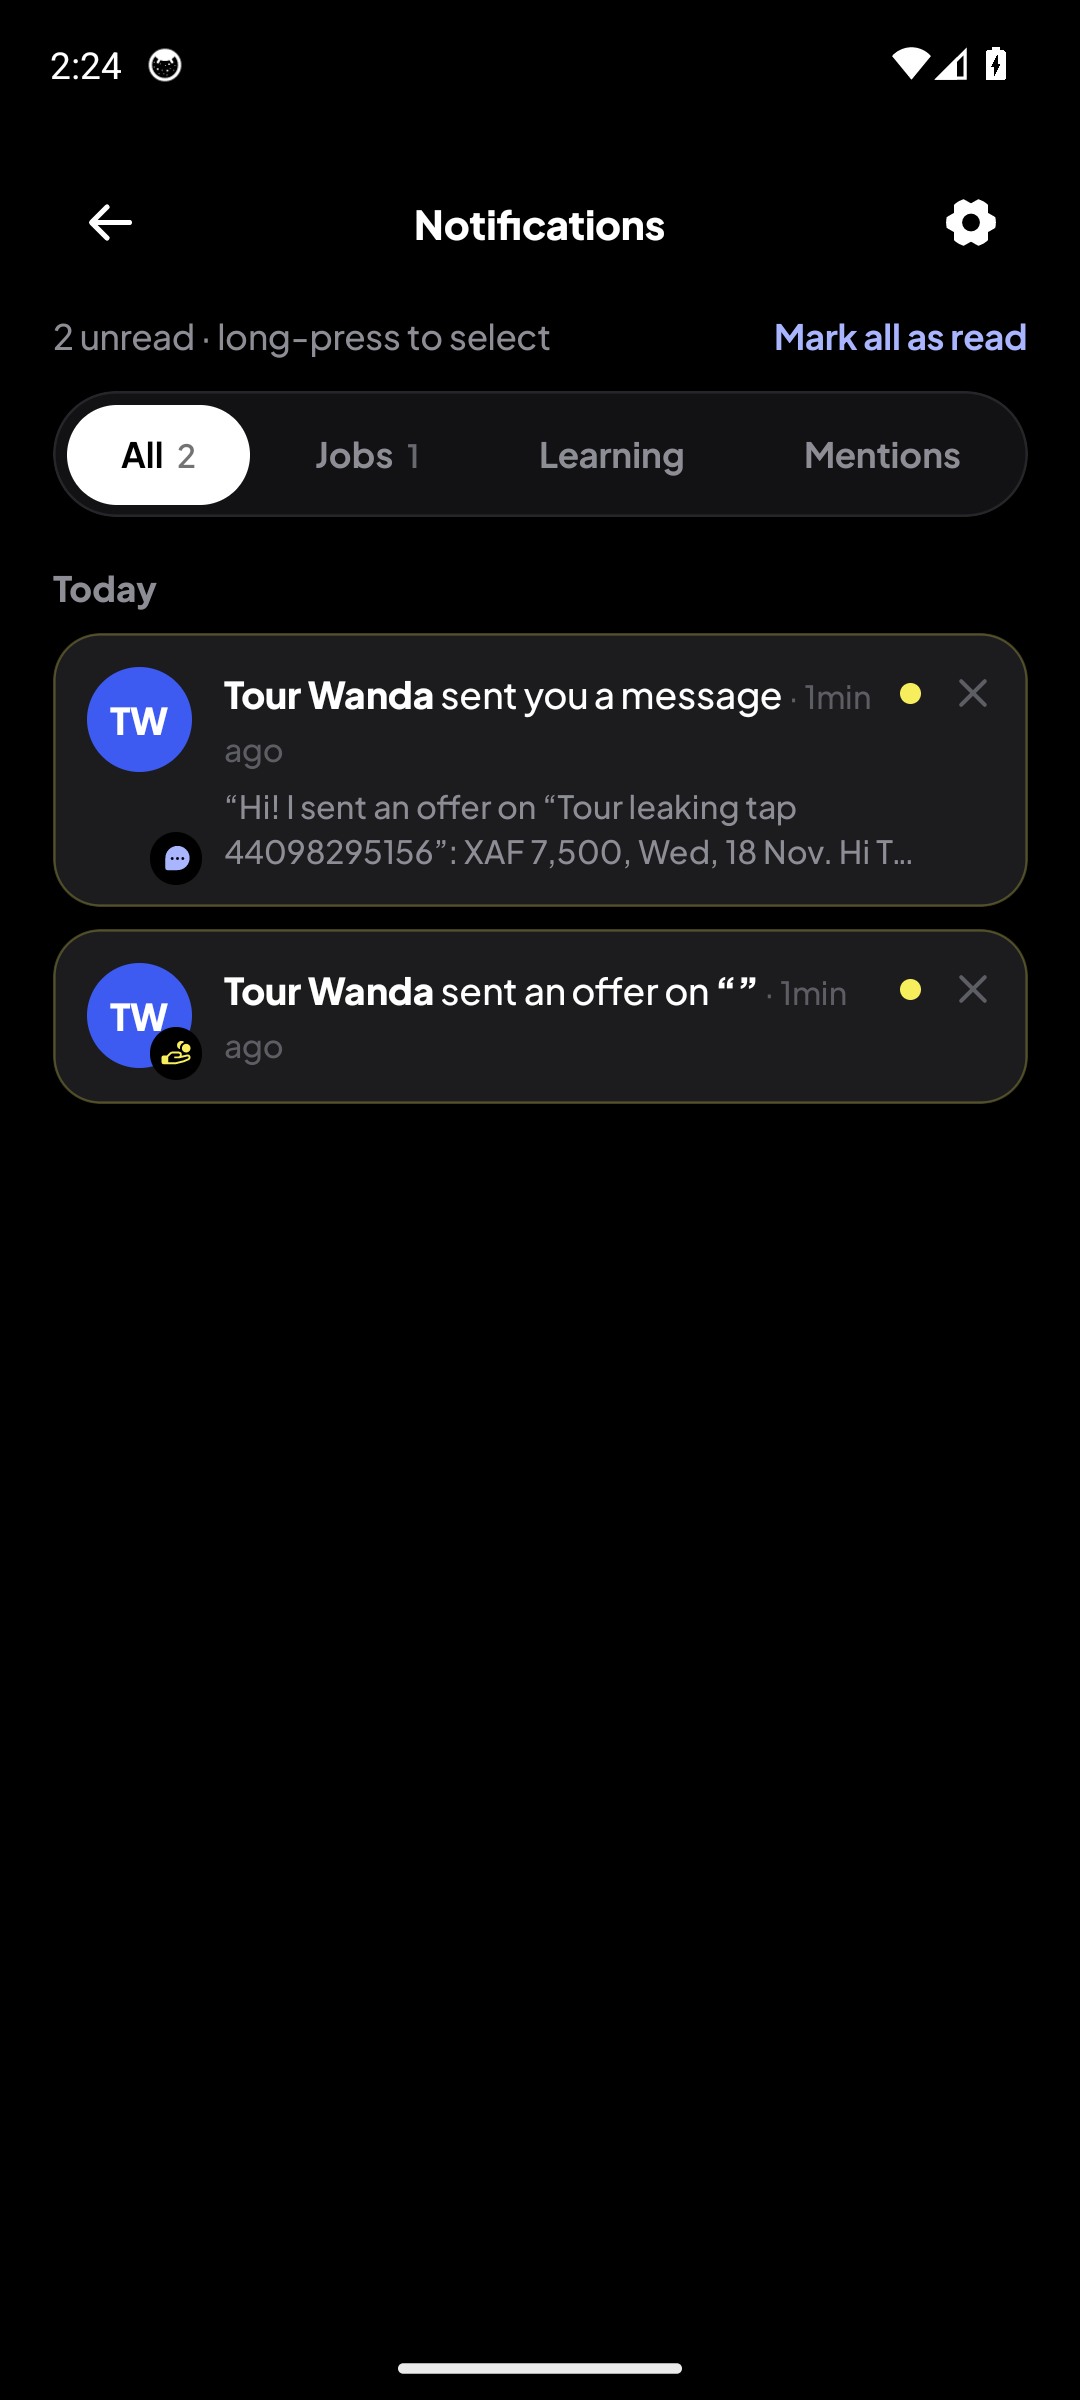 2:24
Notifications
2 unread · long-press to select
Mark all as read
All 2
Jobs 1
Learning
Mentions
Today
TW
Tour Wanda sent you a message · 1min
ago
“Hi! I sent an offer on “Tour leaking tap
44098295156”: XAF 7,500, Wed, 18 Nov. Hi T...
TW
Tour Wanda sent an offer on “” · 1min
ago